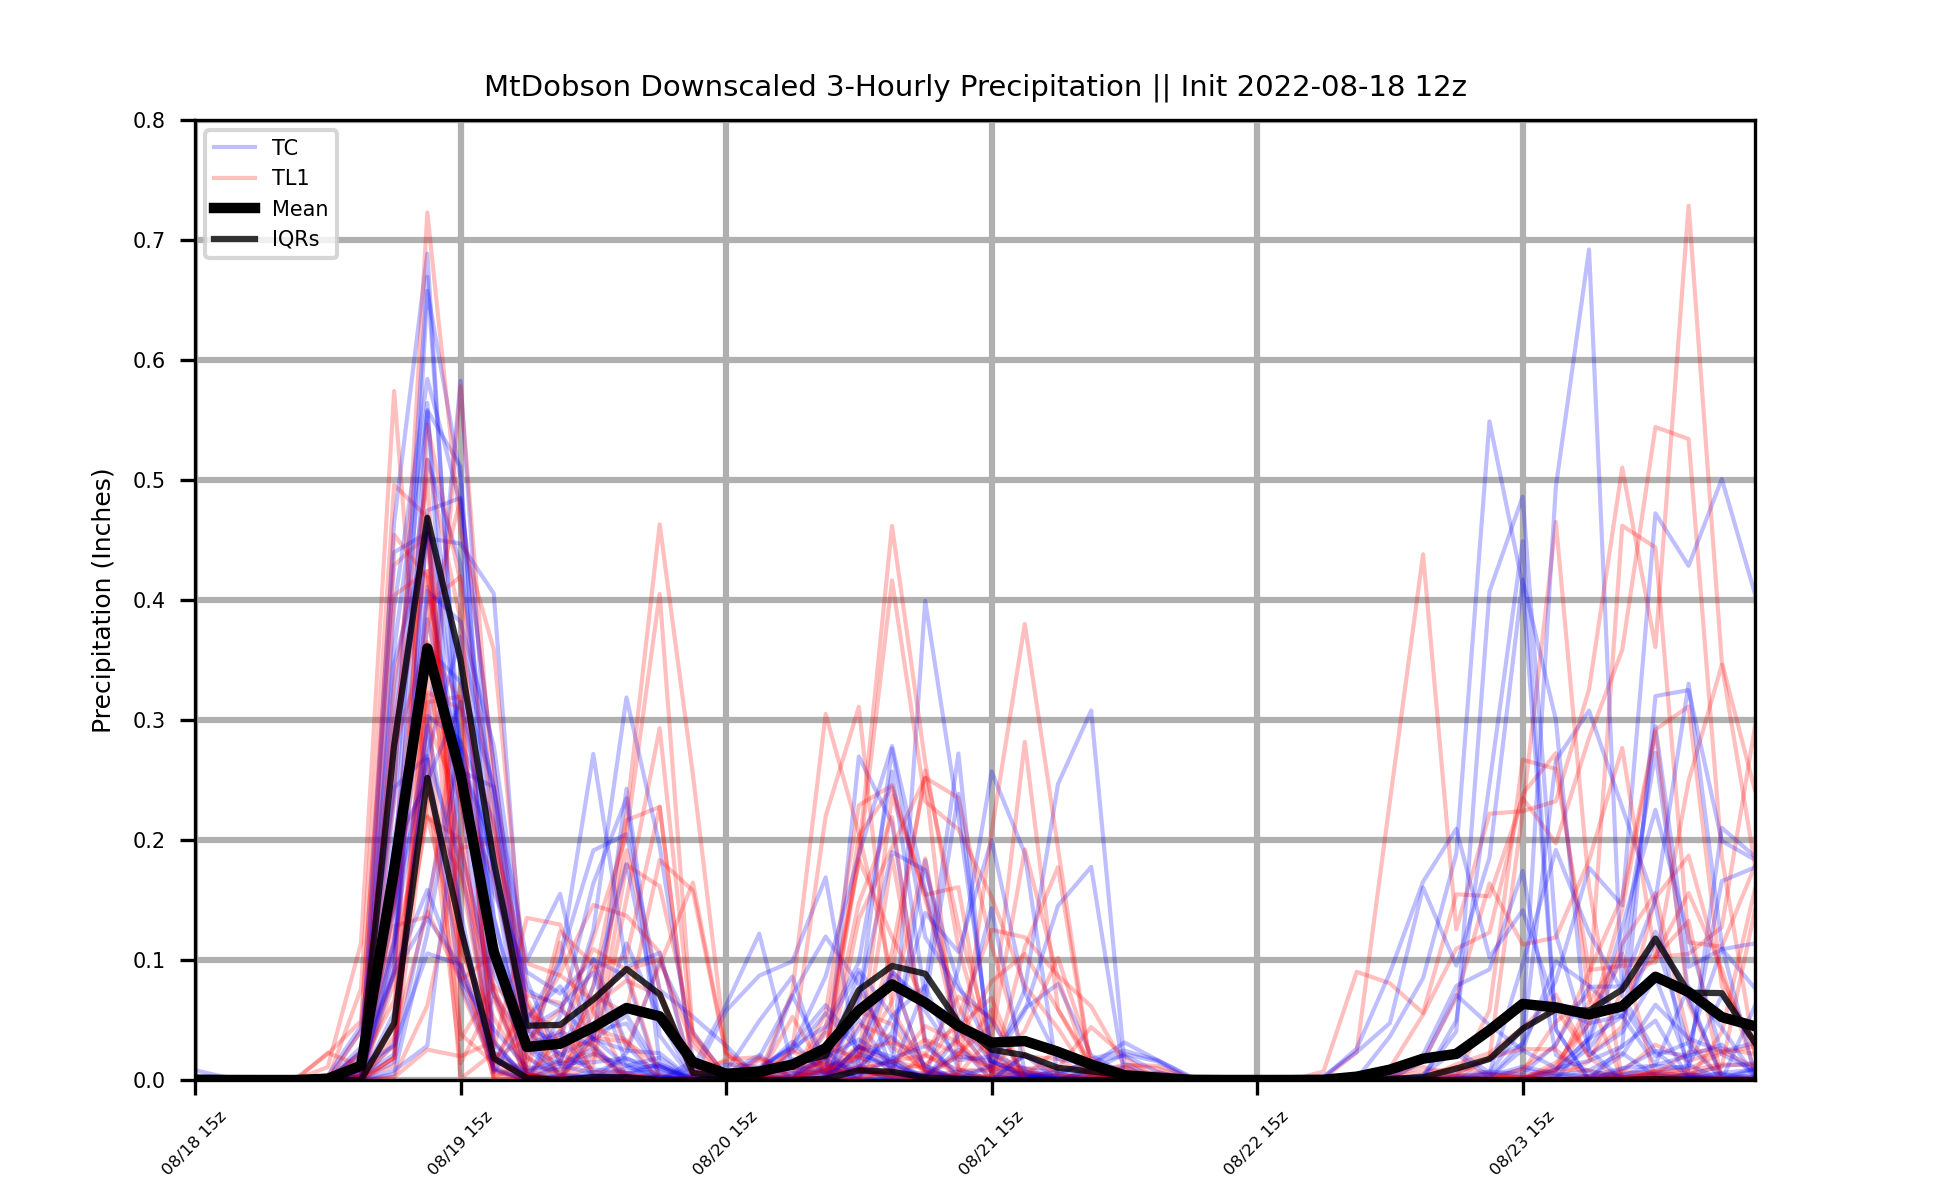 MtDobson Downscaled 3-Hourly Precipitation || Init 2022-08-18 12z
TC
TL1
Mean
IQRs
Precipitation (Inches)
0.8
0.7
0.6
0.5
0.4
0.3
0.2
0.1
0.0
08/18 15z
08/19 15z
08/20 15z
08/21 15z
08/22 15z
08/23 15z